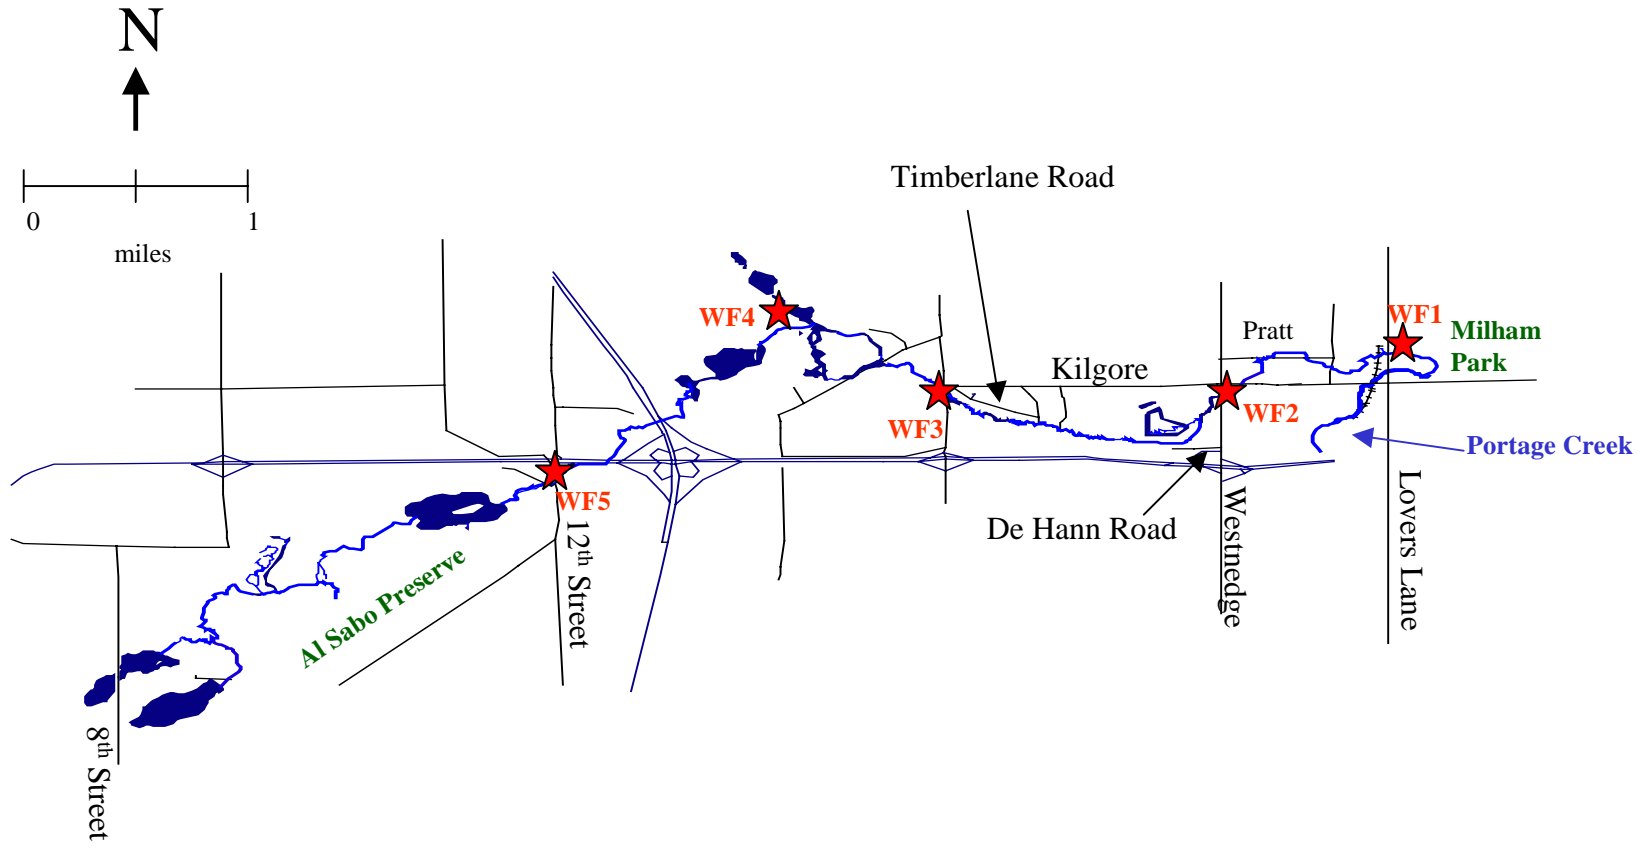 N
0
1
miles
Timberlane Road
WF4
Pratt
WF1
Milham
Park
Kilgore
WF3
WF2
Portage Creek
WF5
De Hann Road
Westnedge
Lovers Lane
12th Street
Al Sabo Preserve
8th Street